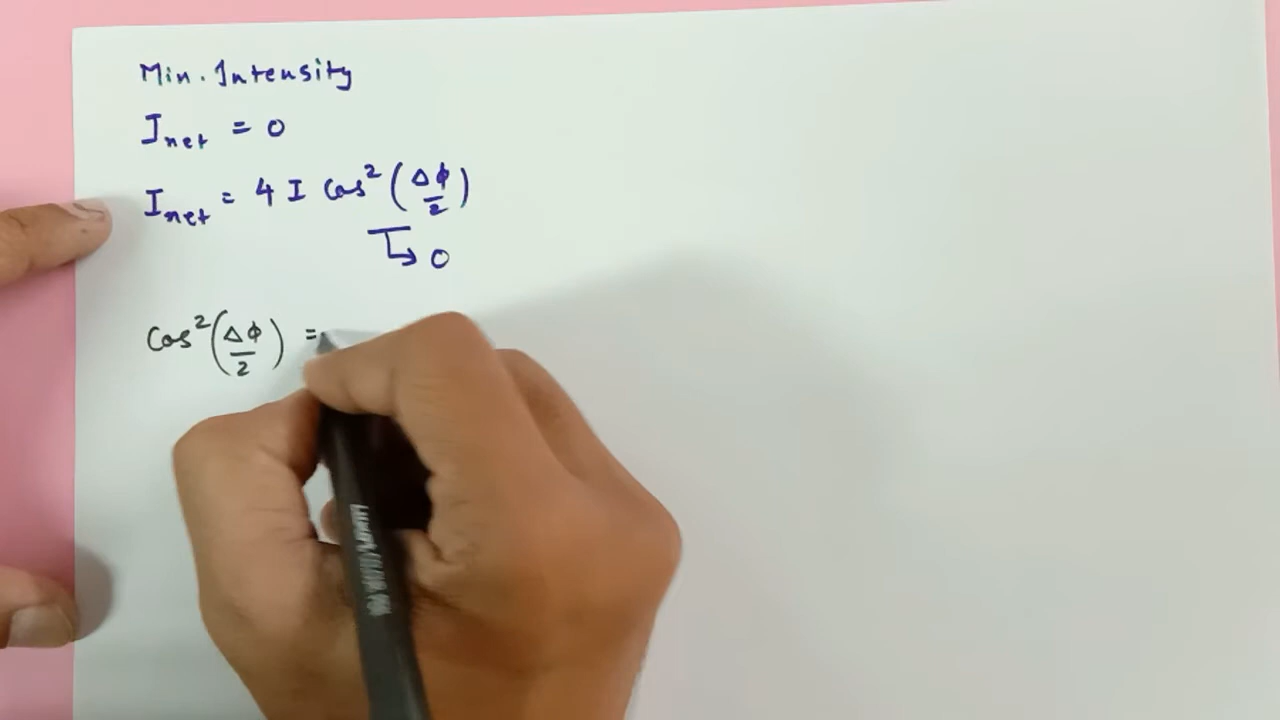 Min. Intensity
Inet = 0
Inet = 4 I Cos² (Δϕ/2)
↳ 0
Cos² (Δϕ/2) =